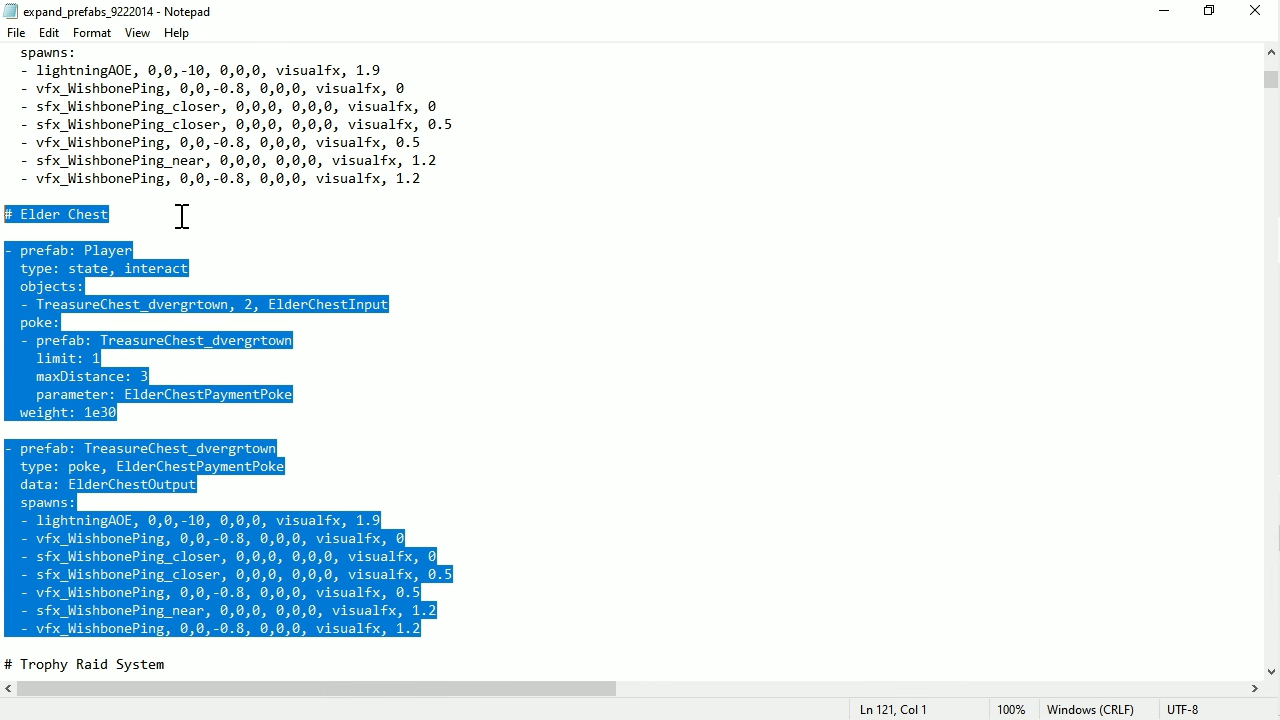 expand_prefabs_9222014 - Notepad
File Edit Format View Help
spawns:
- lightningAOE, 0,0,-10, 0,0,0, visualfx, 1.9
- vfx_WishbonePing, 0,0,-0.8, 0,0,0, visualfx, 0
- sfx_WishbonePing_closer, 0,0,0, 0,0,0, visualfx, 0
- sfx_WishbonePing_closer, 0,0,0, 0,0,0, visualfx, 0.5
- vfx_WishbonePing, 0,0,-0.8, 0,0,0, visualfx, 0.5
- sfx_WishbonePing_near, 0,0,0, 0,0,0, visualfx, 1.2
- vfx_WishbonePing, 0,0,-0.8, 0,0,0, visualfx, 1.2
# Elder Chest
- prefab: Player
type: state, interact
objects:
- TreasureChest_dvergrtown, 2, ElderChestInput
poke:
- prefab: TreasureChest_dvergrtown
limit: 1
maxDistance: 3
parameter: ElderChestPaymentPoke
weight: 1e30
- prefab: TreasureChest_dvergrtown
type: poke, ElderChestPaymentPoke
data: ElderChestOutput
spawns:
- lightningAOE, 0,0,-10, 0,0,0, visualfx, 1.9
- vfx_WishbonePing, 0,0,-0.8, 0,0,0, visualfx, 0
- sfx_WishbonePing_closer, 0,0,0, 0,0,0, visualfx, 0
- sfx_WishbonePing_closer, 0,0,0, 0,0,0, visualfx, 0.5
- vfx_WishbonePing, 0,0,-0.8, 0,0,0, visualfx, 0.5
- sfx_WishbonePing_near, 0,0,0, 0,0,0, visualfx, 1.2
- vfx_WishbonePing, 0,0,-0.8, 0,0,0, visualfx, 1.2
# Trophy Raid System
Ln 121, Col 1 100% Windows (CRLF) UTF-8